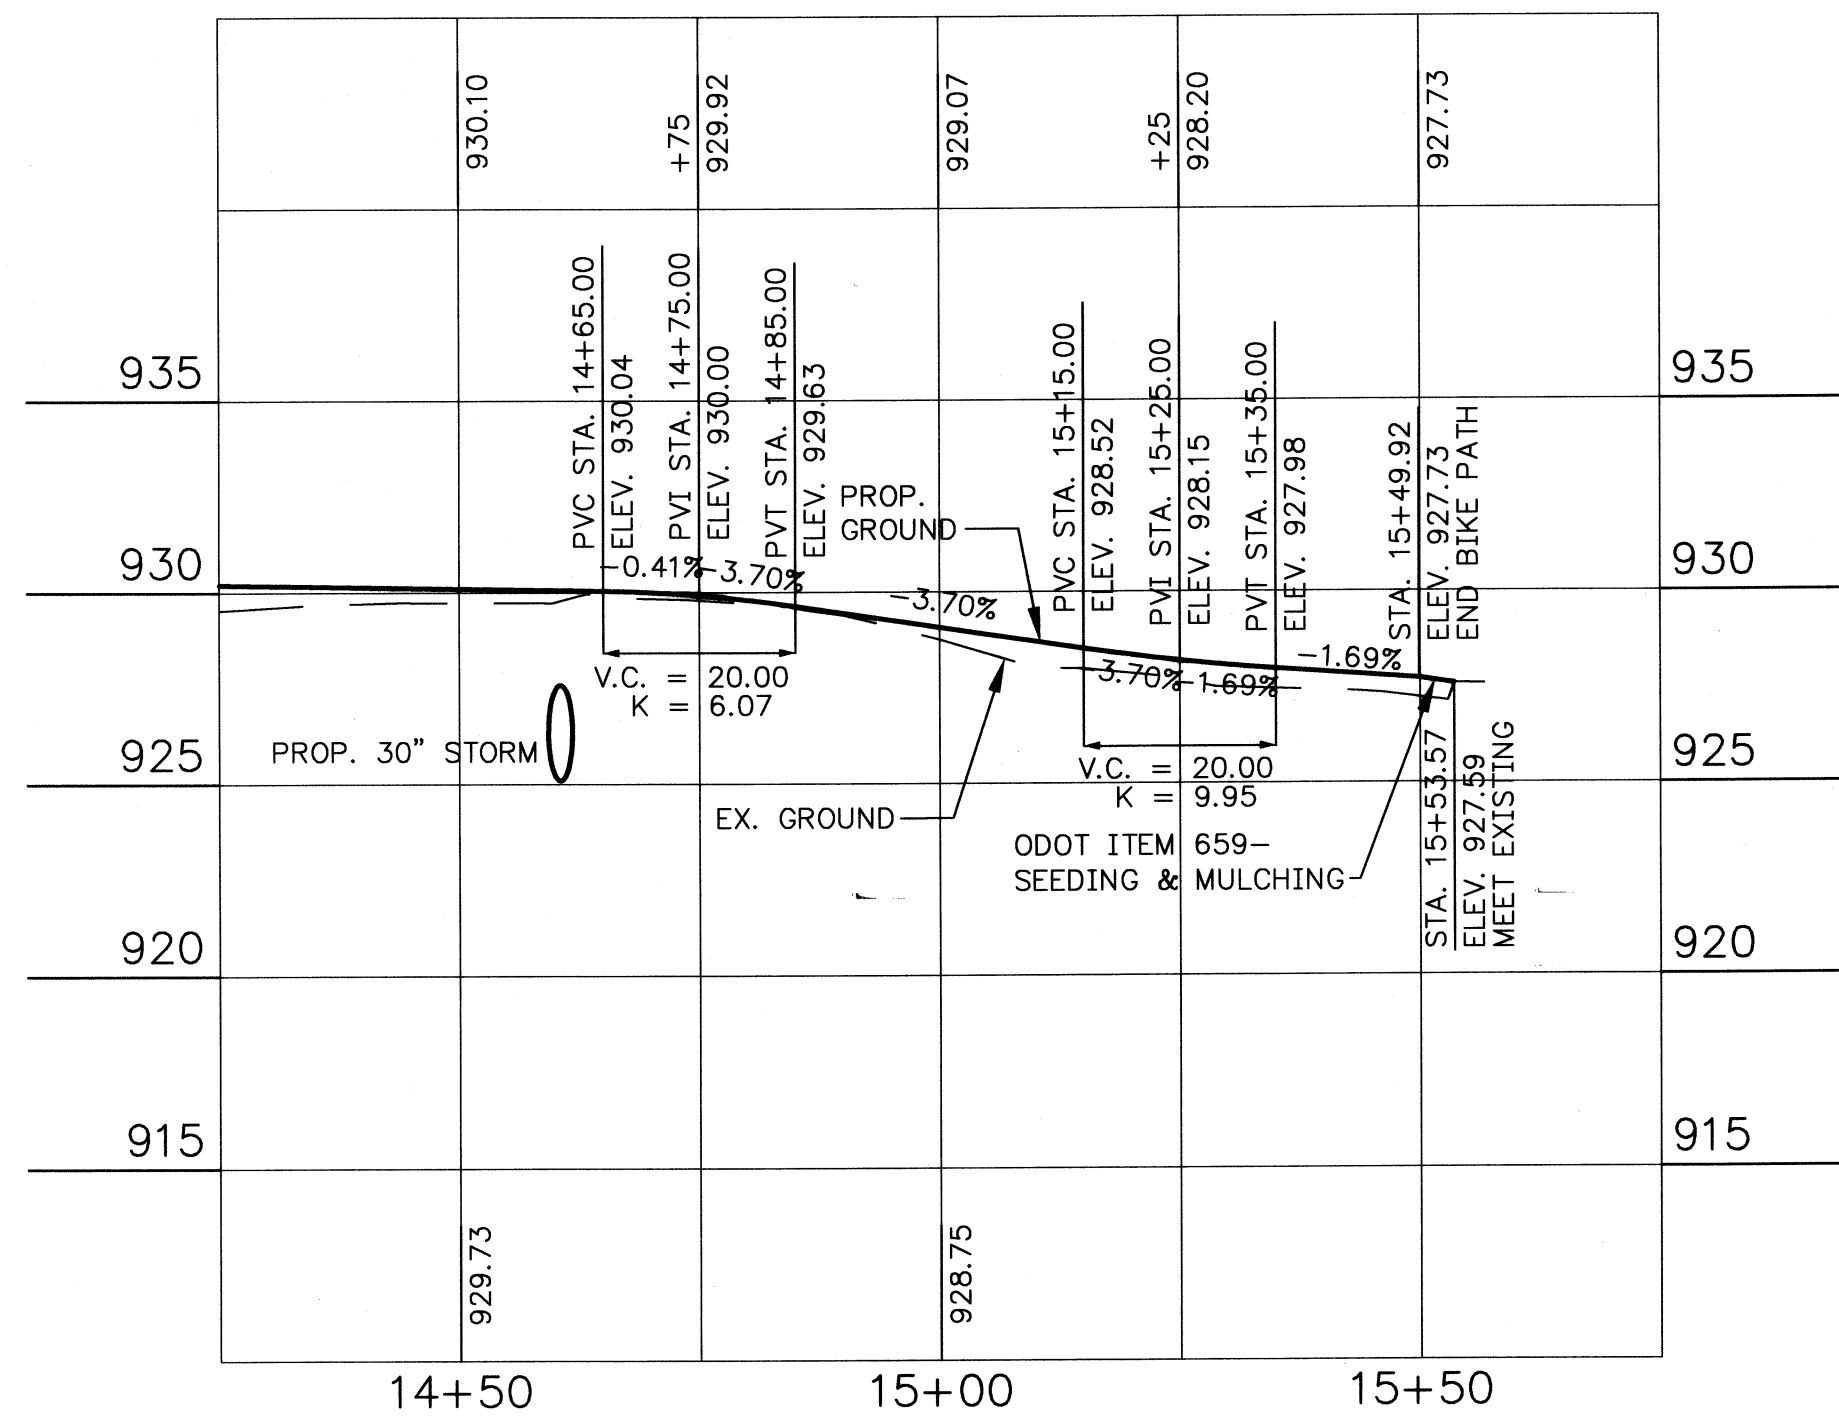 930.10
+75
929.92
929.07
+25
928.20
927.73
PVC STA. 14+65.00
ELEV. 930.04
PVI STA. 14+75.00
ELEV. 930.00
PVT STA. 14+85.00
ELEV. 929.63
PVC STA. 15+15.00
ELEV. 928.52
PVI STA. 15+25.00
ELEV. 928.15
PVT STA. 15+35.00
ELEV. 927.98
STA. 15+49.92
ELEV. 927.73
END BIKE PATH
935
935
PROP.
GROUND
930
930
-0.41%
-3.70%
-3.70%
-3.70%
-1.69%
-1.69%
V.C. = 20.00
K = 6.07
PROP. 30" STORM
925
925
V.C. = 20.00
K = 9.95
EX. GROUND
ODOT ITEM 659-
SEEDING & MULCHING
STA. 15+53.57
ELEV. 927.59
MEET EXISTING
920
920
915
915
929.73
928.75
14+50
15+00
15+50